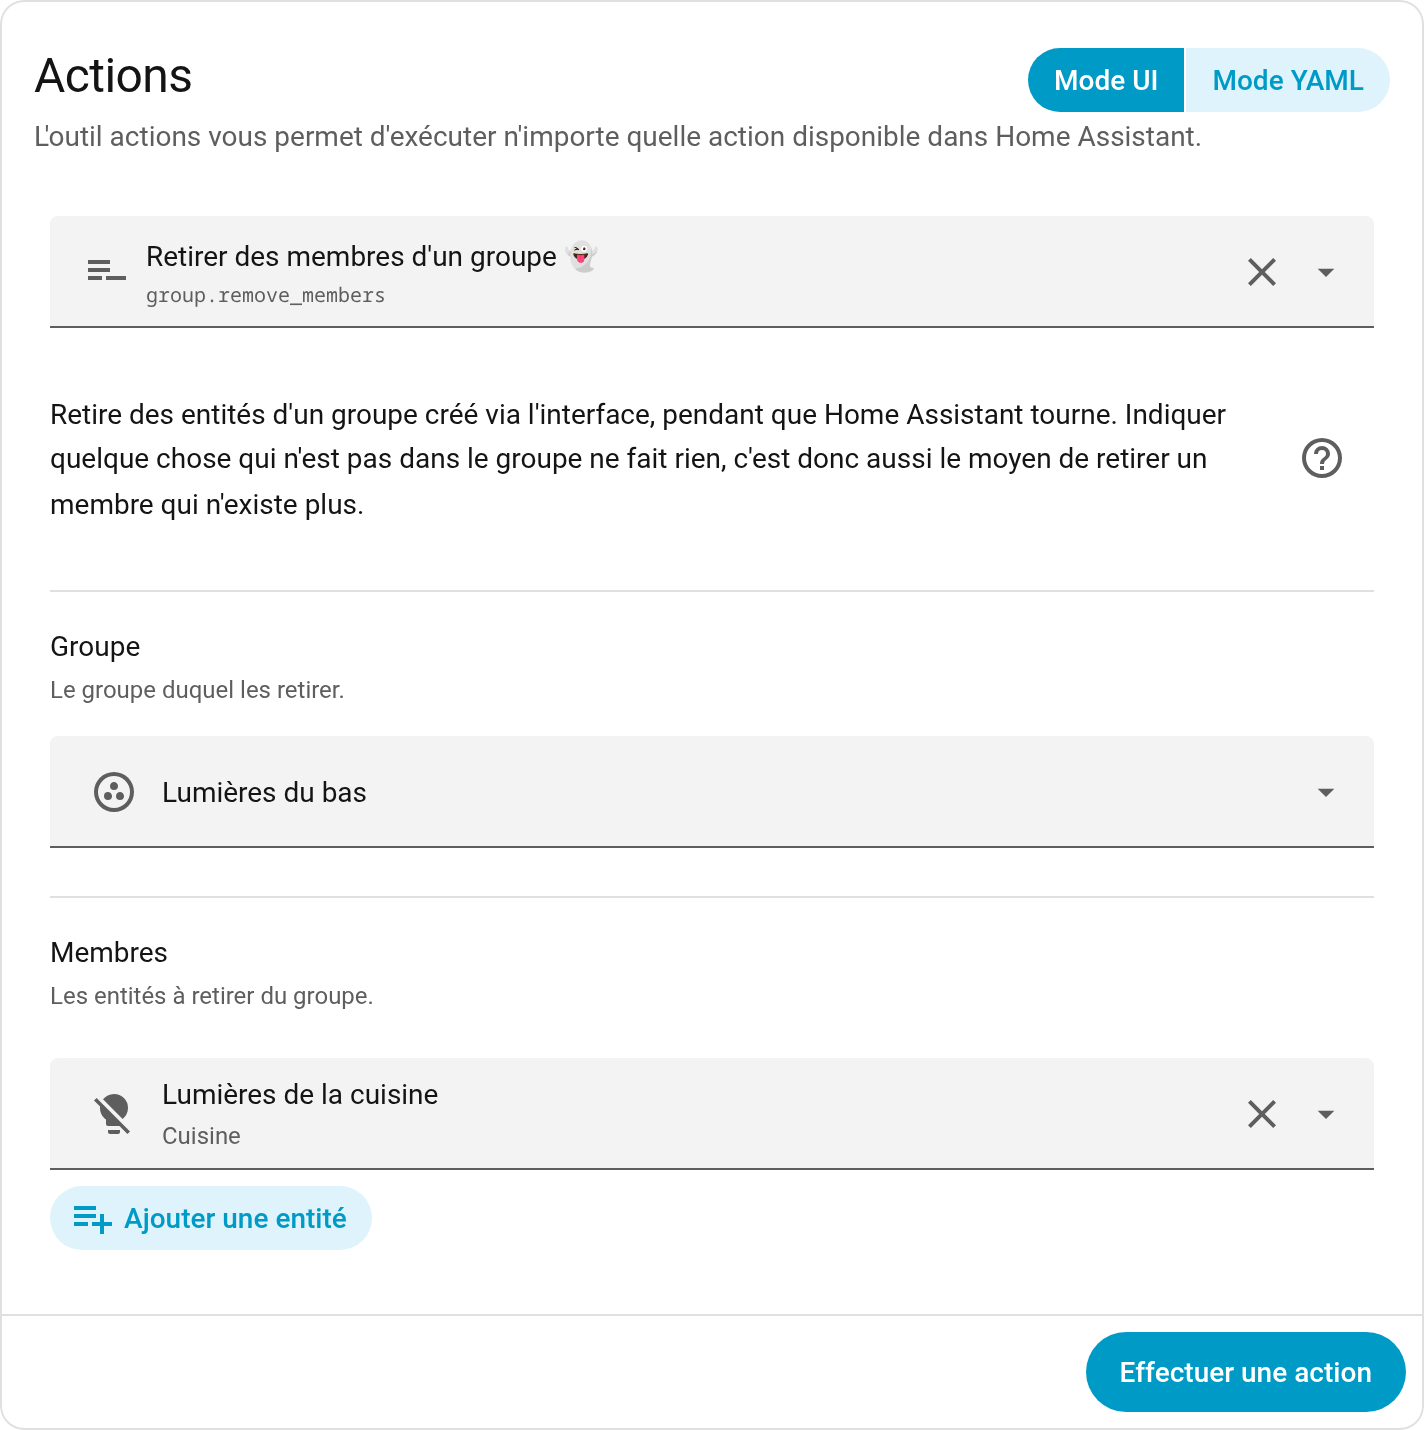 Actions
Mode UI
Mode YAML
L'outil actions vous permet d'exécuter n'importe quelle action disponible dans Home Assistant.
Retirer des membres d'un groupe 👻
group.remove_members
Retire des entités d'un groupe créé via l'interface, pendant que Home Assistant tourne. Indiquer
quelque chose qui n'est pas dans le groupe ne fait rien, c'est donc aussi le moyen de retirer un
membre qui n'existe plus.
Groupe
Le groupe duquel les retirer.
Lumières du bas
Membres
Les entités à retirer du groupe.
Lumières de la cuisine
Cuisine
Ajouter une entité
Effectuer une action